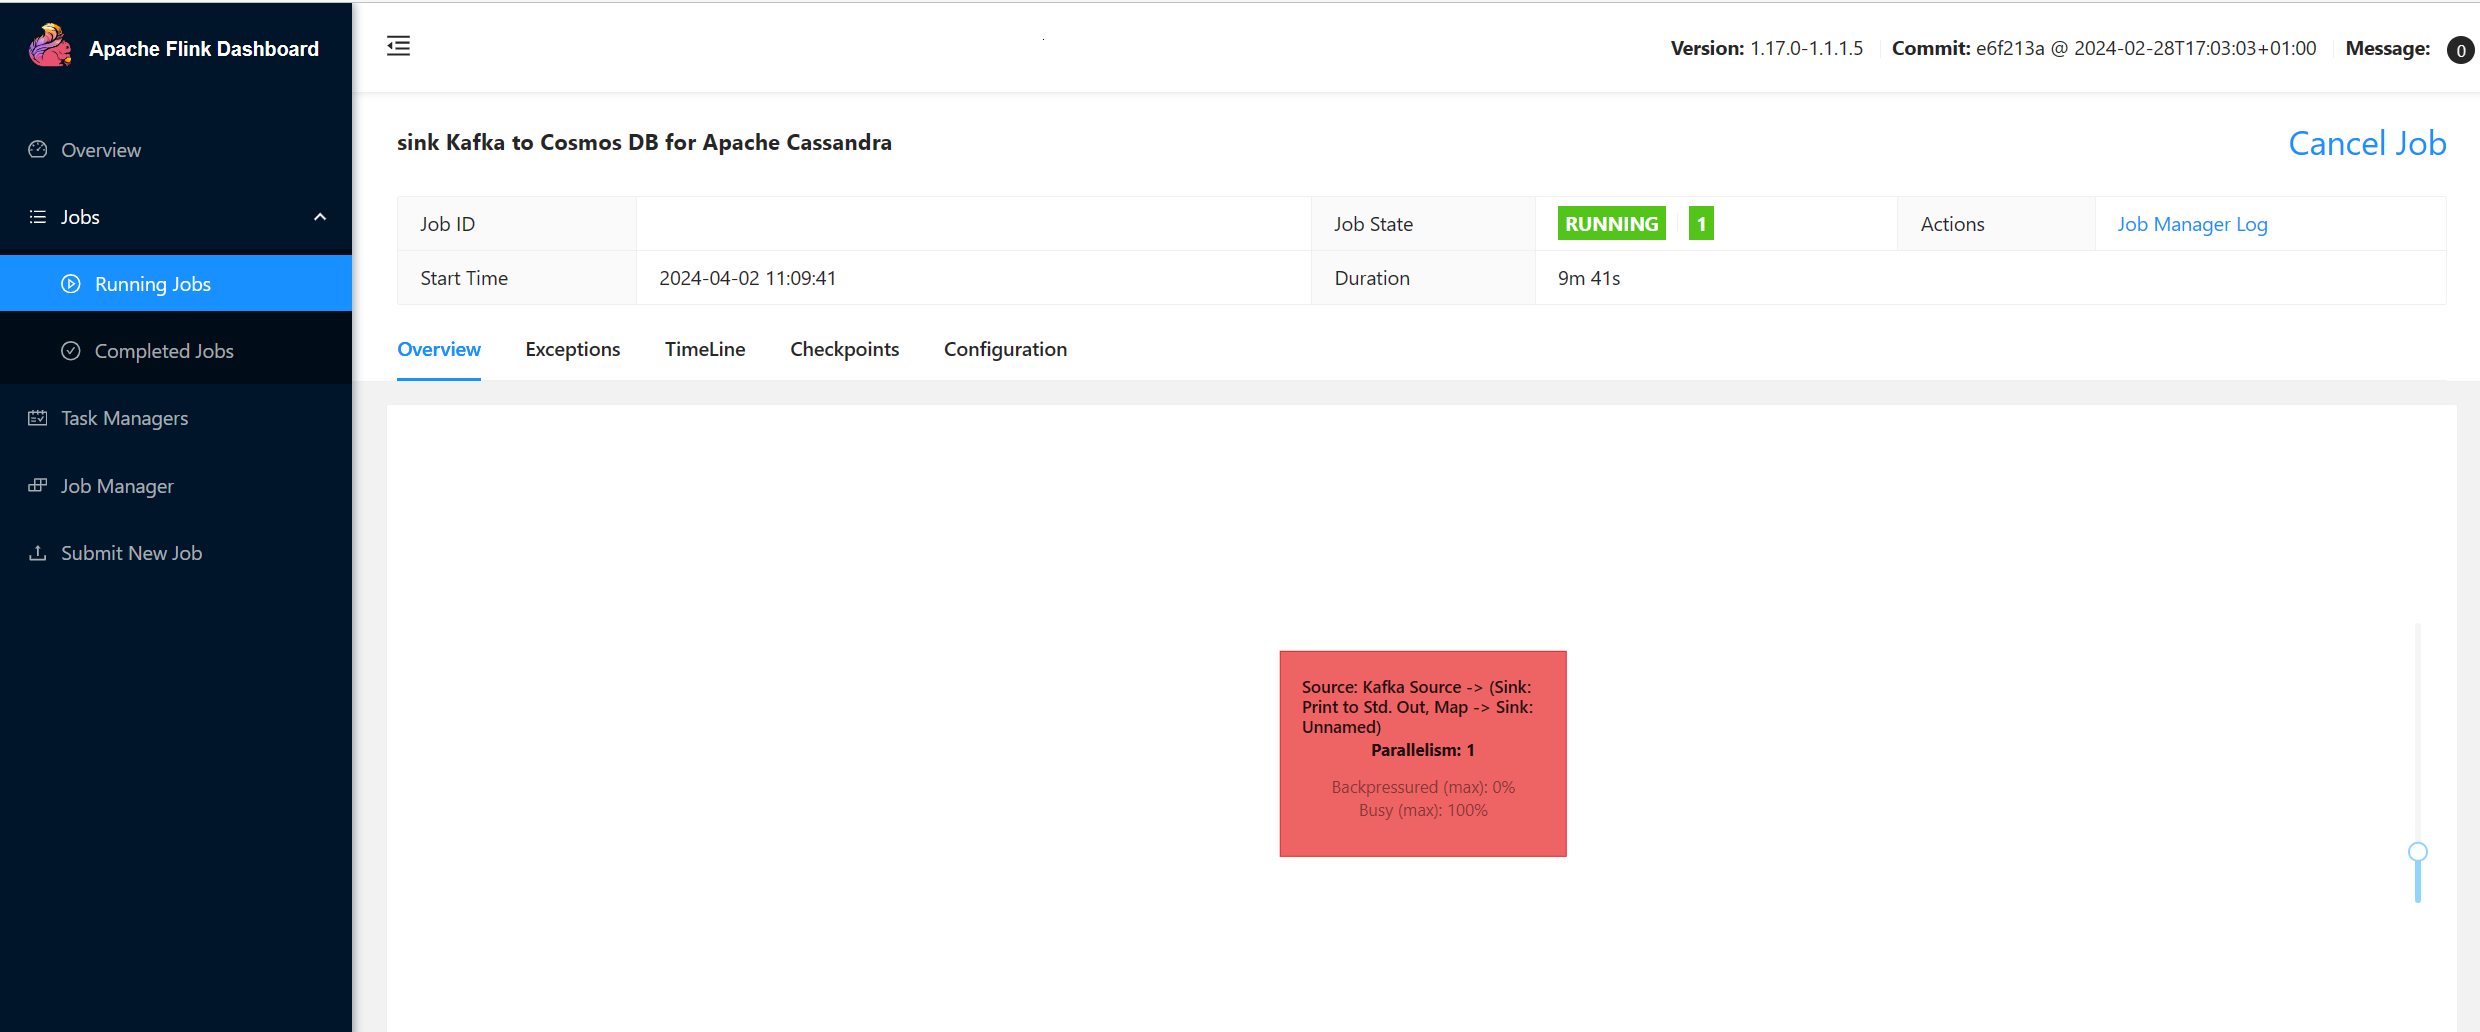 Apache Flink Dashboard
Version: 1.17.0-1.1.1.5 Commit: e6f213a @ 2024-02-28T17:03:03+01:00 Message: 0
Overview
Jobs
Running Jobs
Completed Jobs
Task Managers
Job Manager
Submit New Job
sink Kafka to Cosmos DB for Apache Cassandra
Cancel Job
Job ID Job State RUNNING 1 Actions Job Manager Log
Start Time 2024-04-02 11:09:41 Duration 9m 41s
Overview Exceptions TimeLine Checkpoints Configuration
Source: Kafka Source -> (Sink:
Print to Std. Out, Map -> Sink:
Unnamed)
Parallelism: 1
Backpressured (max): 0%
Busy (max): 100%